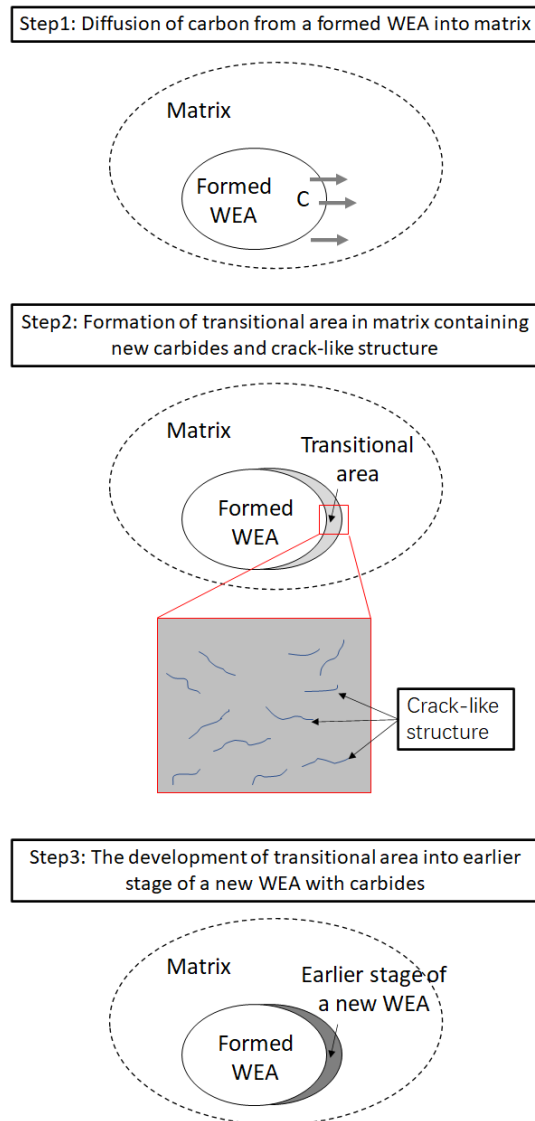 Step1: Diffusion of carbon from a formed WEA into matrix
Matrix
Formed
WEA
C
Step2: Formation of transitional area in matrix containing
new carbides and crack-like structure
Matrix
Transitional
area
Formed
WEA
Crack-like
structure
Step3: The development of transitional area into earlier
stage of a new WEA with carbides
Matrix
Earlier stage of
a new WEA
Formed
WEA